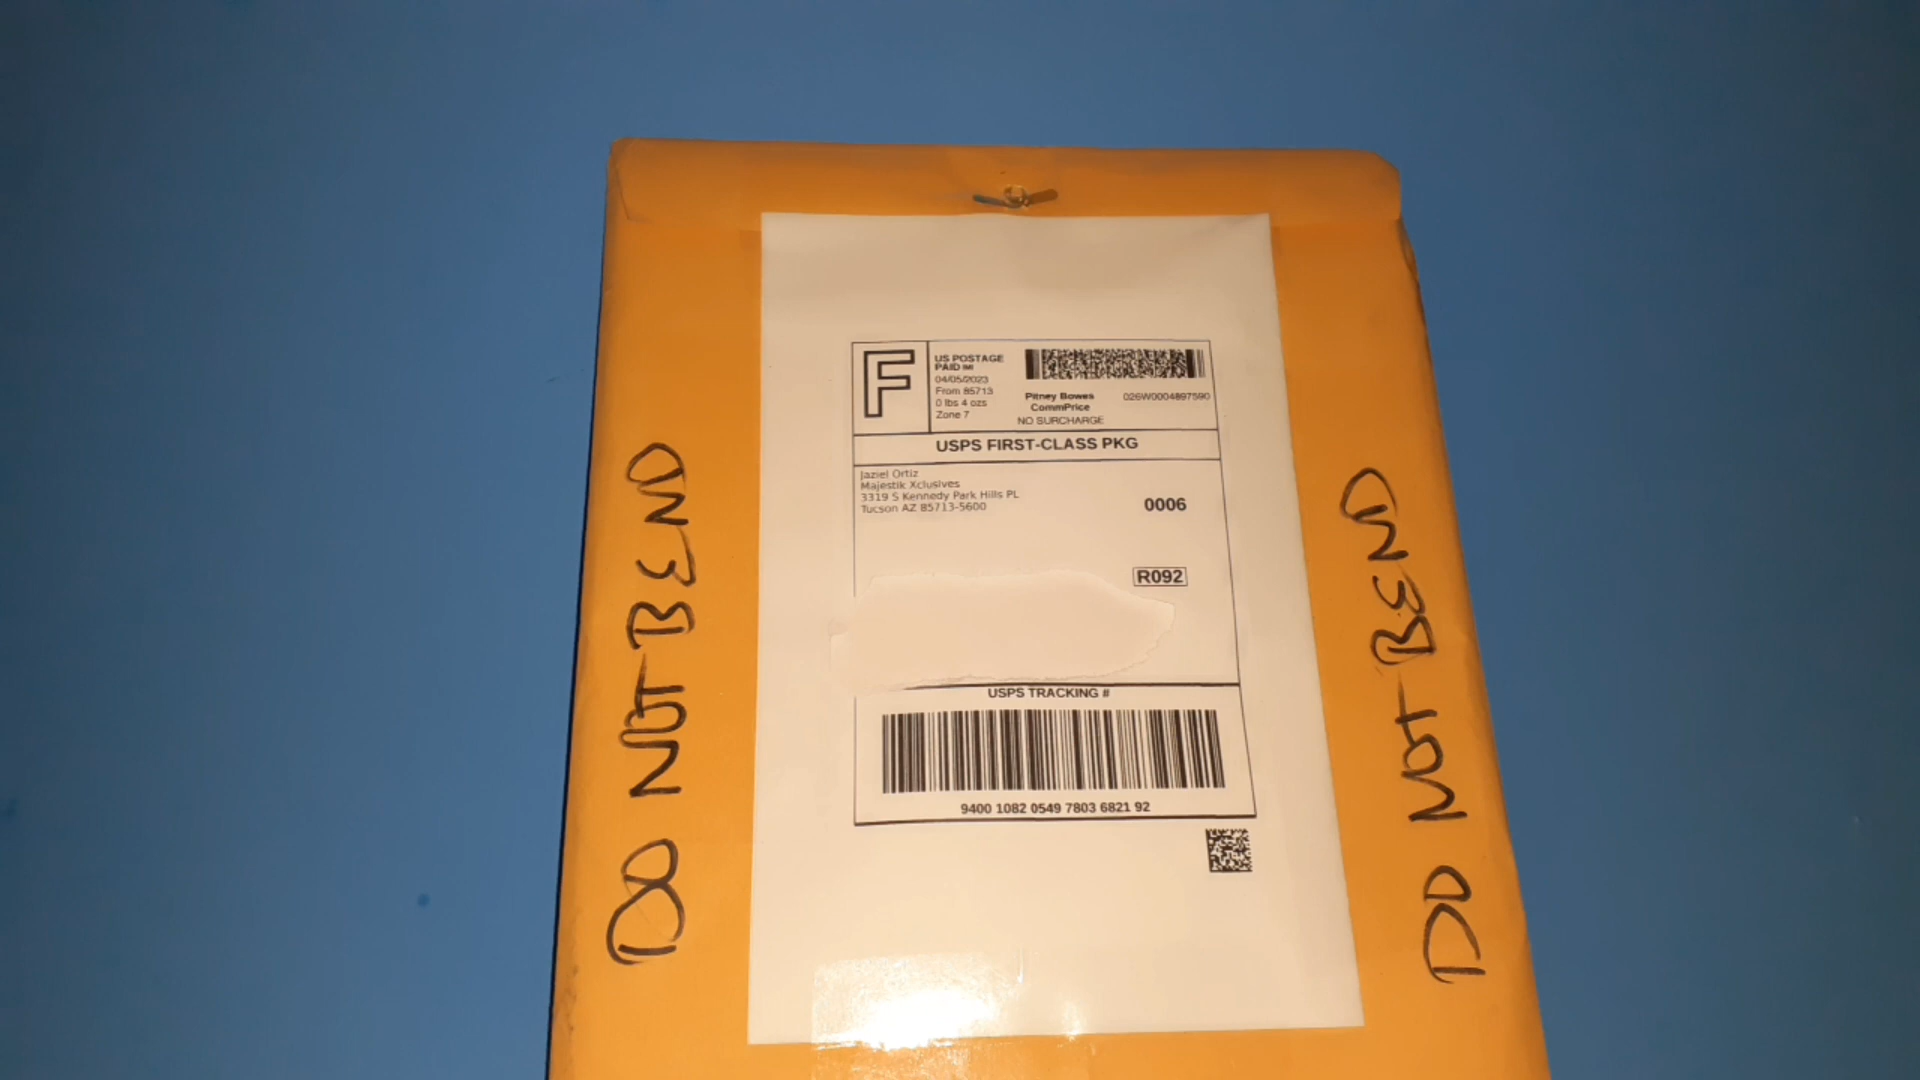 F
US POSTAGE
PAID IMI
04/05/2023
From 85713
0 lbs 4 ozs
Zone 7
Pitney Bowes
CommPrice
026W0004897590
NO SURCHARGE
USPS FIRST-CLASS PKG
Jaziel Ortiz
Majestik Xclusives
3319 S Kennedy Park Hills PL
Tucson AZ 85713-5600
0006
R092
USPS TRACKING #
9400 1082 0549 7803 6821 92
DO NOT BEND
DO NOT BEND